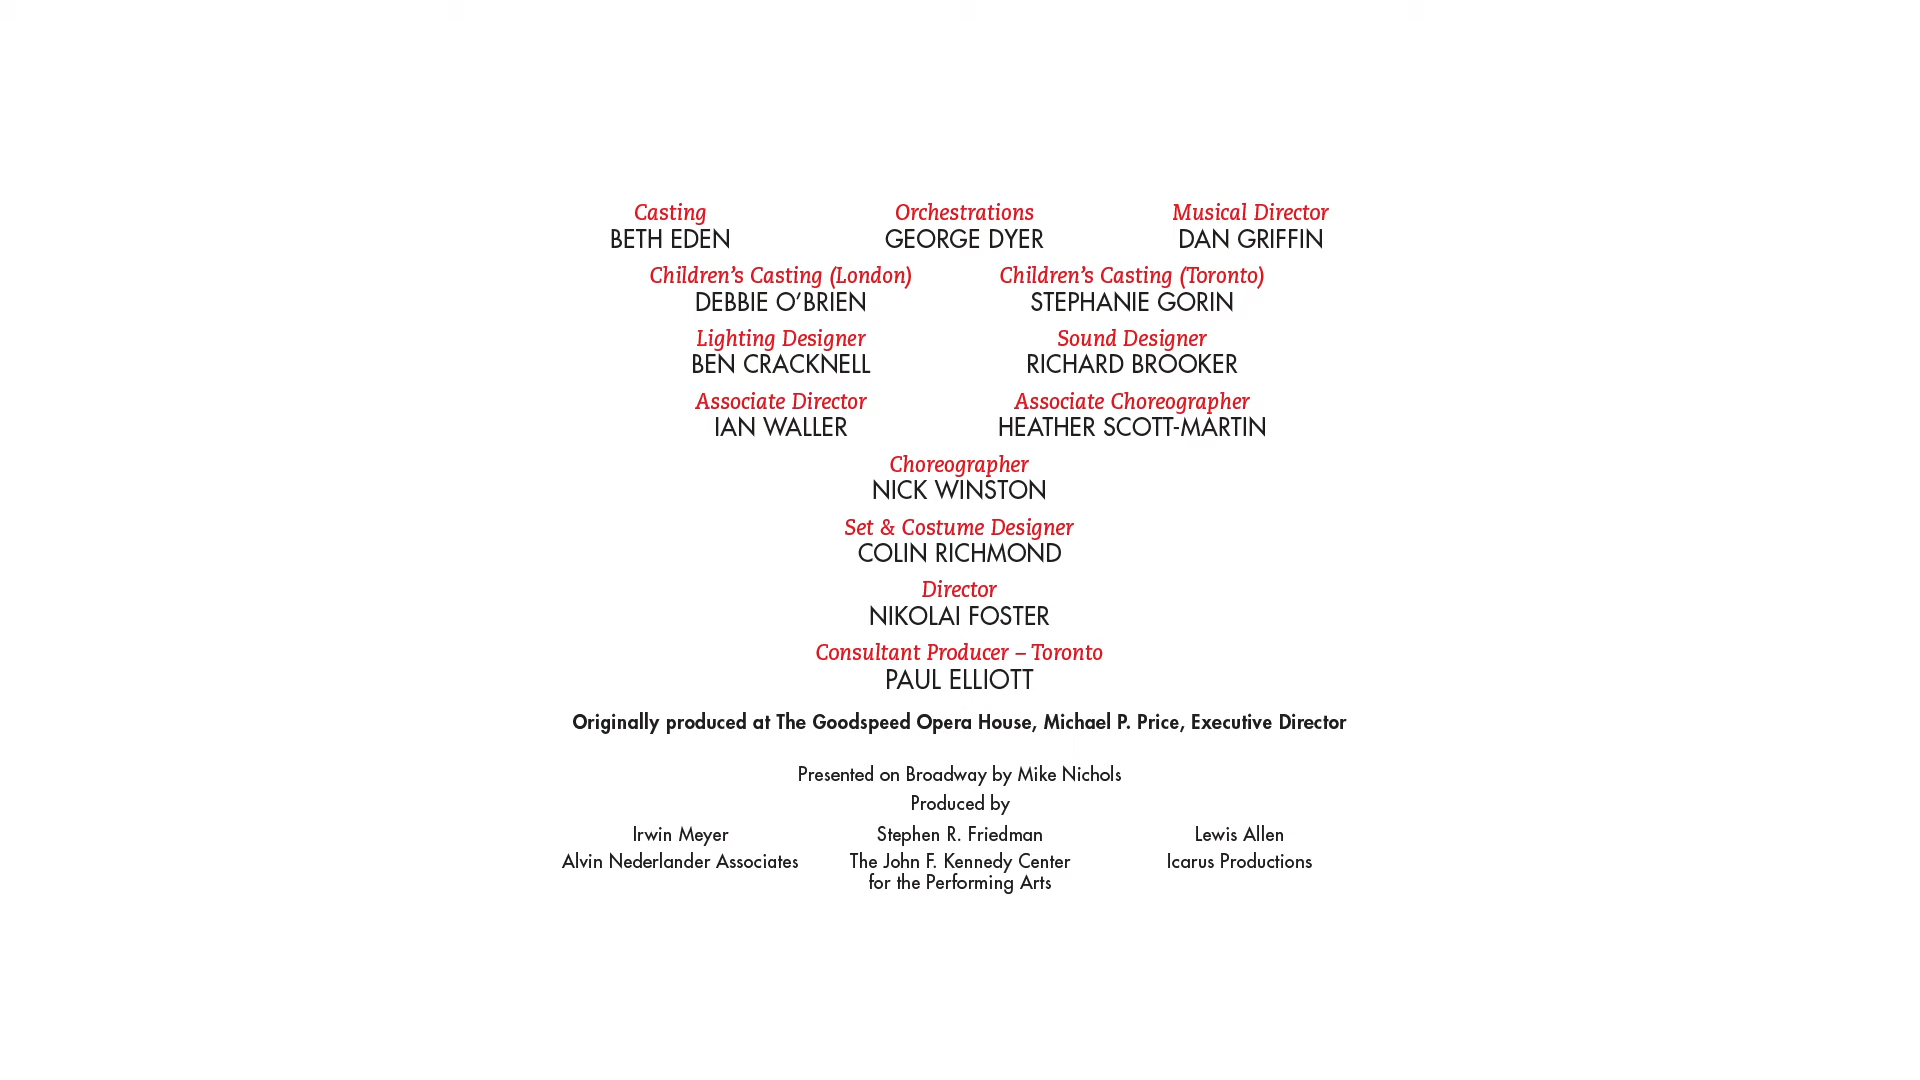 Casting Orchestrations Musical Director
BETH EDEN GEORGE DYER DAN GRIFFIN
Children’s Casting (London) Children’s Casting (Toronto)
DEBBIE O’BRIEN STEPHANIE GORIN
Lighting Designer Sound Designer
BEN CRACKNELL RICHARD BROOKER
Associate Director Associate Choreographer
IAN WALLER HEATHER SCOTT-MARTIN
Choreographer
NICK WINSTON
Set & Costume Designer
COLIN RICHMOND
Director
NIKOLAI FOSTER
Consultant Producer – Toronto
PAUL ELLIOTT
Originally produced at The Goodspeed Opera House, Michael P. Price, Executive Director
Presented on Broadway by Mike Nichols
Produced by
Irwin Meyer Stephen R. Friedman Lewis Allen
Alvin Nederlander Associates The John F. Kennedy Center Icarus Productions
for the Performing Arts